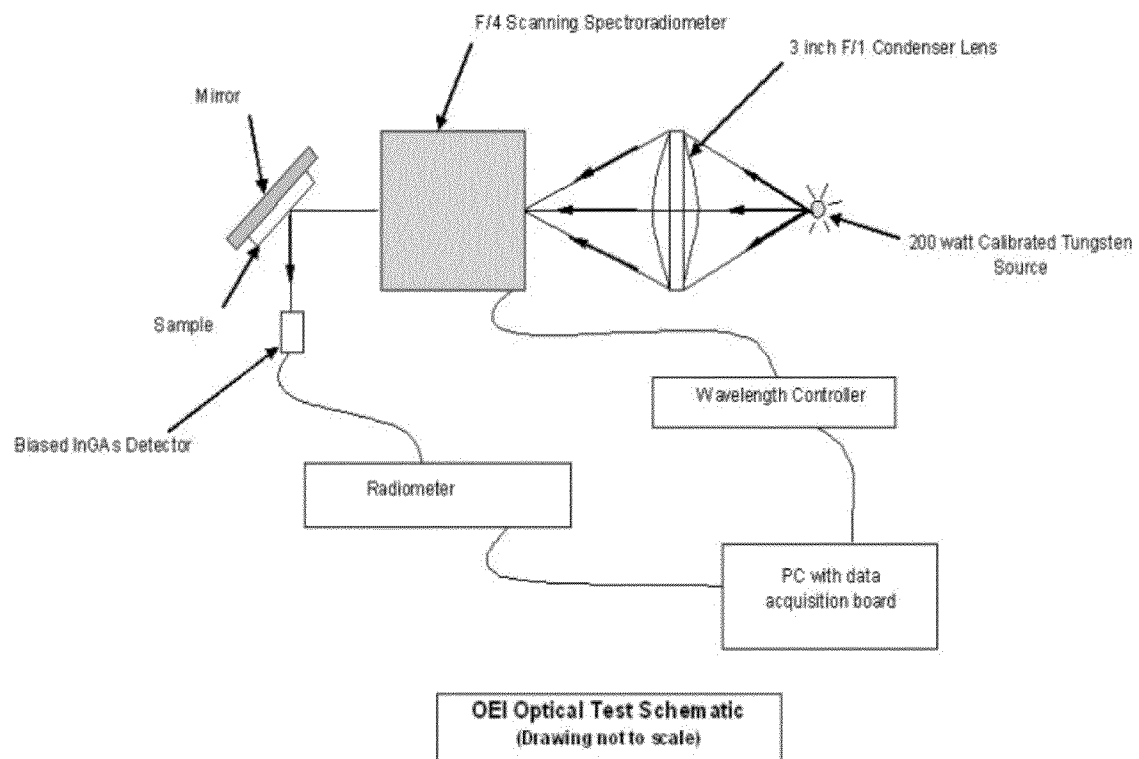 F/4 Scanning Spectroradiometer
3 inch F/1 Condenser Lens
Mirror
200 watt Calibrated Tungsten
Source
Sample
Wavelength Controller
Biased InGAs Detector
Radiometer
PC with data
acquisition board
OEI Optical Test Schematic
(Drawing not to scale)